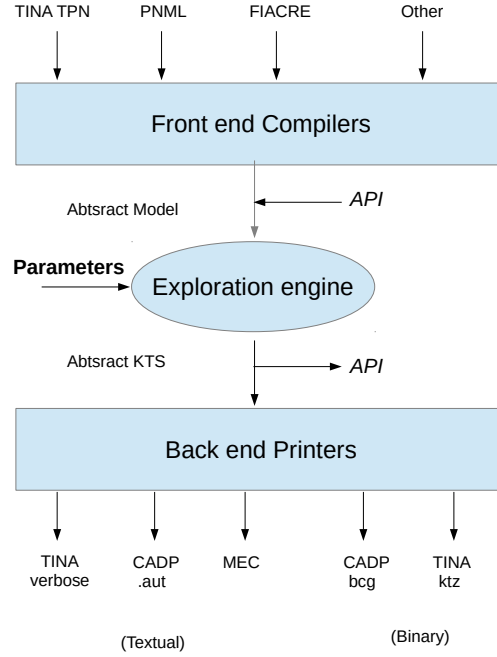 TINA TPN PNML FIACRE Other
Front end Compilers
Abtsract Model
API
Parameters
Exploration engine
Abtsract KTS
API
Back end Printers
TINA CADP MEC CADP TINA
verbose .aut bcg ktz
(Textual) (Binary)